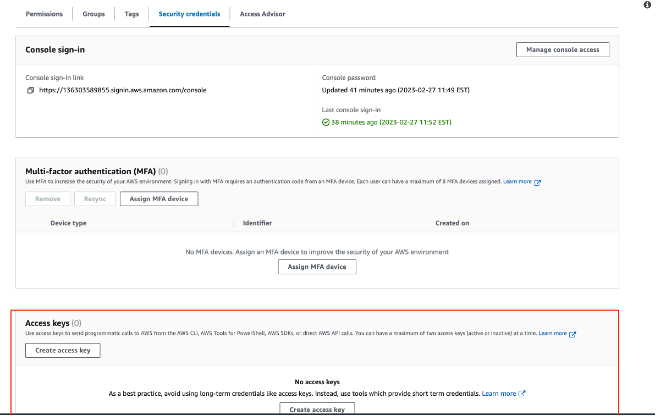 Permissions
Groups
Tags
Security credentials
Access Advisor
Console sign-in
Manage console access
Console sign-in link
https://136303589855.signin.aws.amazon.com/console
Console password
Updated 41 minutes ago (2023-02-27 11:49 EST)
Last console sign-in
38 minutes ago (2023-02-27 11:52 EST)
Multi-factor authentication (MFA) (0)
Use MFA to increase the security of your AWS environment. Signing in with MFA requires an authentication code from an MFA device. Each user can have a maximum of 8 MFA devices assigned. Learn more
Remove
Resync
Assign MFA device
Device type
Identifier
Created on
No MFA devices. Assign an MFA device to improve the security of your AWS environment
Assign MFA device
Access keys (0)
Use access keys to send programmatic calls to AWS from the AWS CLI, AWS Tools for PowerShell, AWS SDKs, or direct AWS API calls. You can have a maximum of two access keys (active or inactive) at a time. Learn more
Create access key
No access keys
As a best practice, avoid using long-term credentials like access keys. Instead, use tools which provide short term credentials. Learn more
Create access key